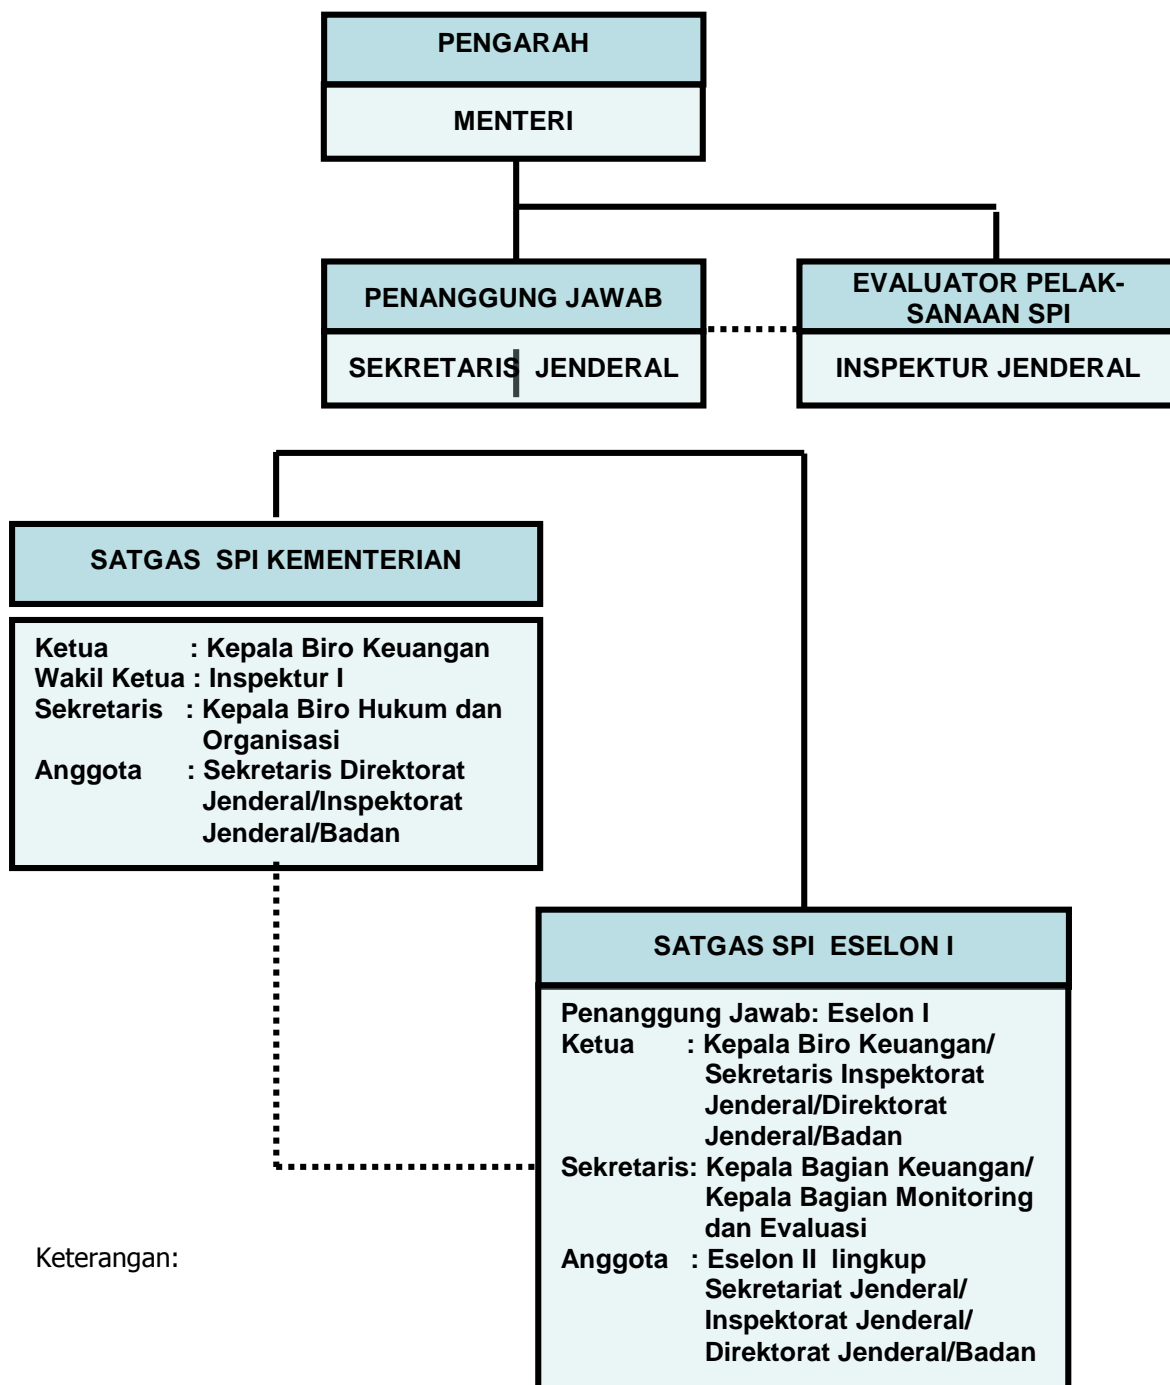 PENGARAH
MENTERI
PENANGGUNG JAWAB
SEKRETARIS JENDERAL
EVALUATOR PELAK-
SANAAN SPI
INSPEKTUR JENDERAL
SATGAS SPI KEMENTERIAN
Ketua : Kepala Biro Keuangan
Wakil Ketua : Inspektur I
Sekretaris : Kepala Biro Hukum dan
Organisasi
Anggota : Sekretaris Direktorat
Jenderal/Inspektorat
Jenderal/Badan
SATGAS SPI ESELON I
Penanggung Jawab: Eselon I
Ketua : Kepala Biro Keuangan/
Sekretaris Inspektorat
Jenderal/Direktorat
Jenderal/Badan
Sekretaris: Kepala Bagian Keuangan/
Kepala Bagian Monitoring
dan Evaluasi
Anggota : Eselon II lingkup
Sekretariat Jenderal/
Inspektorat Jenderal/
Direktorat Jenderal/Badan
Keterangan: